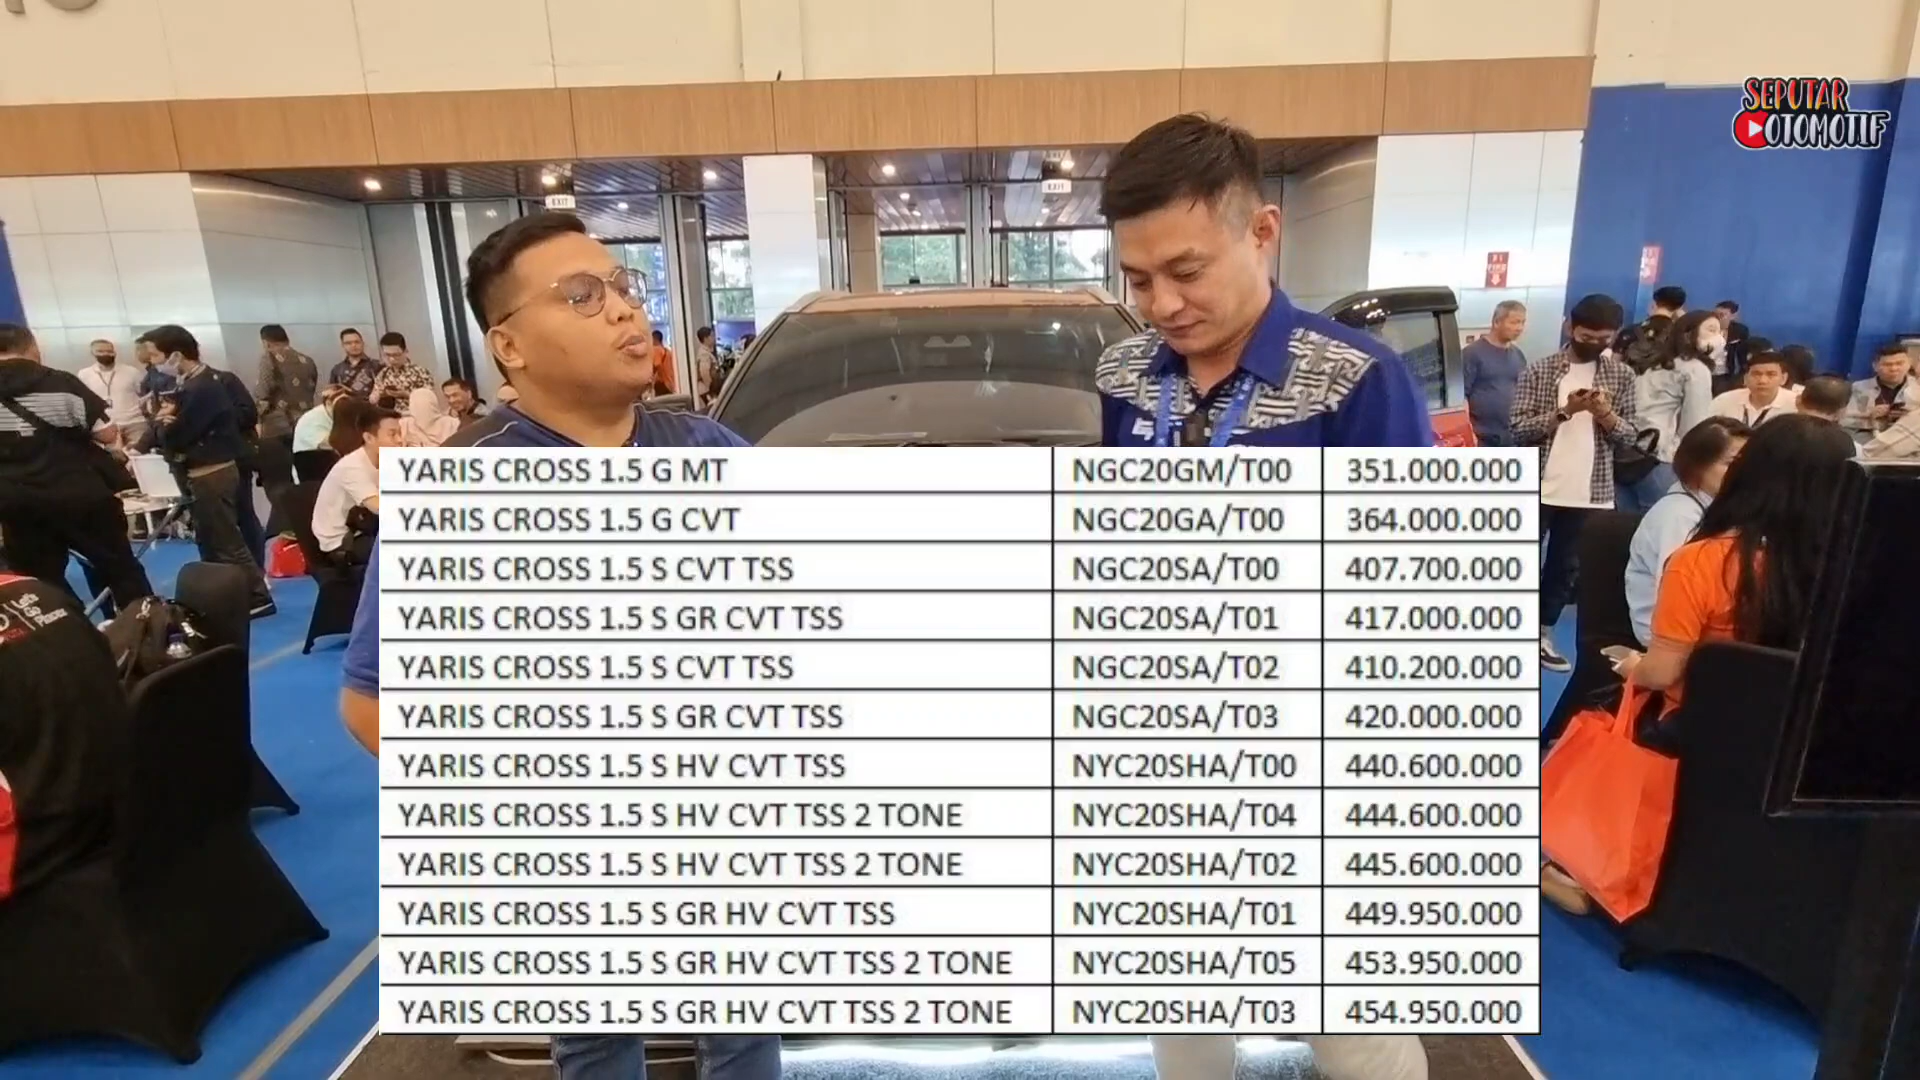 SEPUTAR
OTOMOTIF
EXIT
EXIT
YARIS CROSS 1.5 G MT NGC20GM/T00 351.000.000
YARIS CROSS 1.5 G CVT NGC20GA/T00 364.000.000
YARIS CROSS 1.5 S CVT TSS NGC20SA/T00 407.700.000
YARIS CROSS 1.5 S GR CVT TSS NGC20SA/T01 417.000.000
YARIS CROSS 1.5 S CVT TSS NGC20SA/T02 410.200.000
YARIS CROSS 1.5 S GR CVT TSS NGC20SA/T03 420.000.000
YARIS CROSS 1.5 S HV CVT TSS NYC20SHA/T00 440.600.000
YARIS CROSS 1.5 S HV CVT TSS 2 TONE NYC20SHA/T04 444.600.000
YARIS CROSS 1.5 S HV CVT TSS 2 TONE NYC20SHA/T02 445.600.000
YARIS CROSS 1.5 S GR HV CVT TSS NYC20SHA/T01 449.950.000
YARIS CROSS 1.5 S GR HV CVT TSS 2 TONE NYC20SHA/T05 453.950.000
YARIS CROSS 1.5 S GR HV CVT TSS 2 TONE NYC20SHA/T03 454.950.000